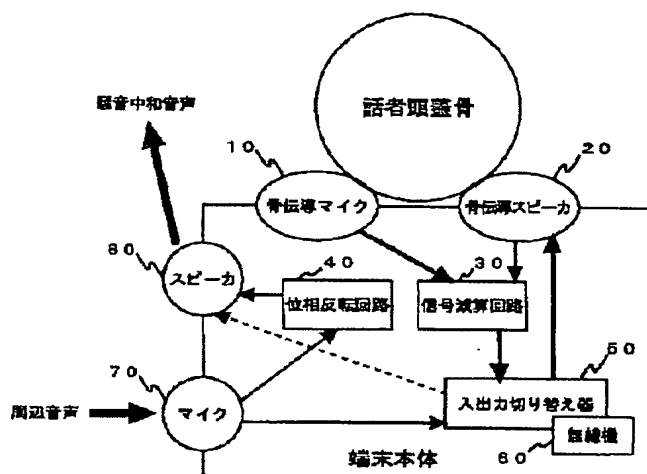 騒音中和音声
話者頭蓋骨
10
20
骨伝導マイク
骨伝導スピーカ
80
スピーカ
40
位相反転回路
30
信号減算回路
50
70
周辺音声
マイク
入出力切り替え器
無線機
60
端末本体